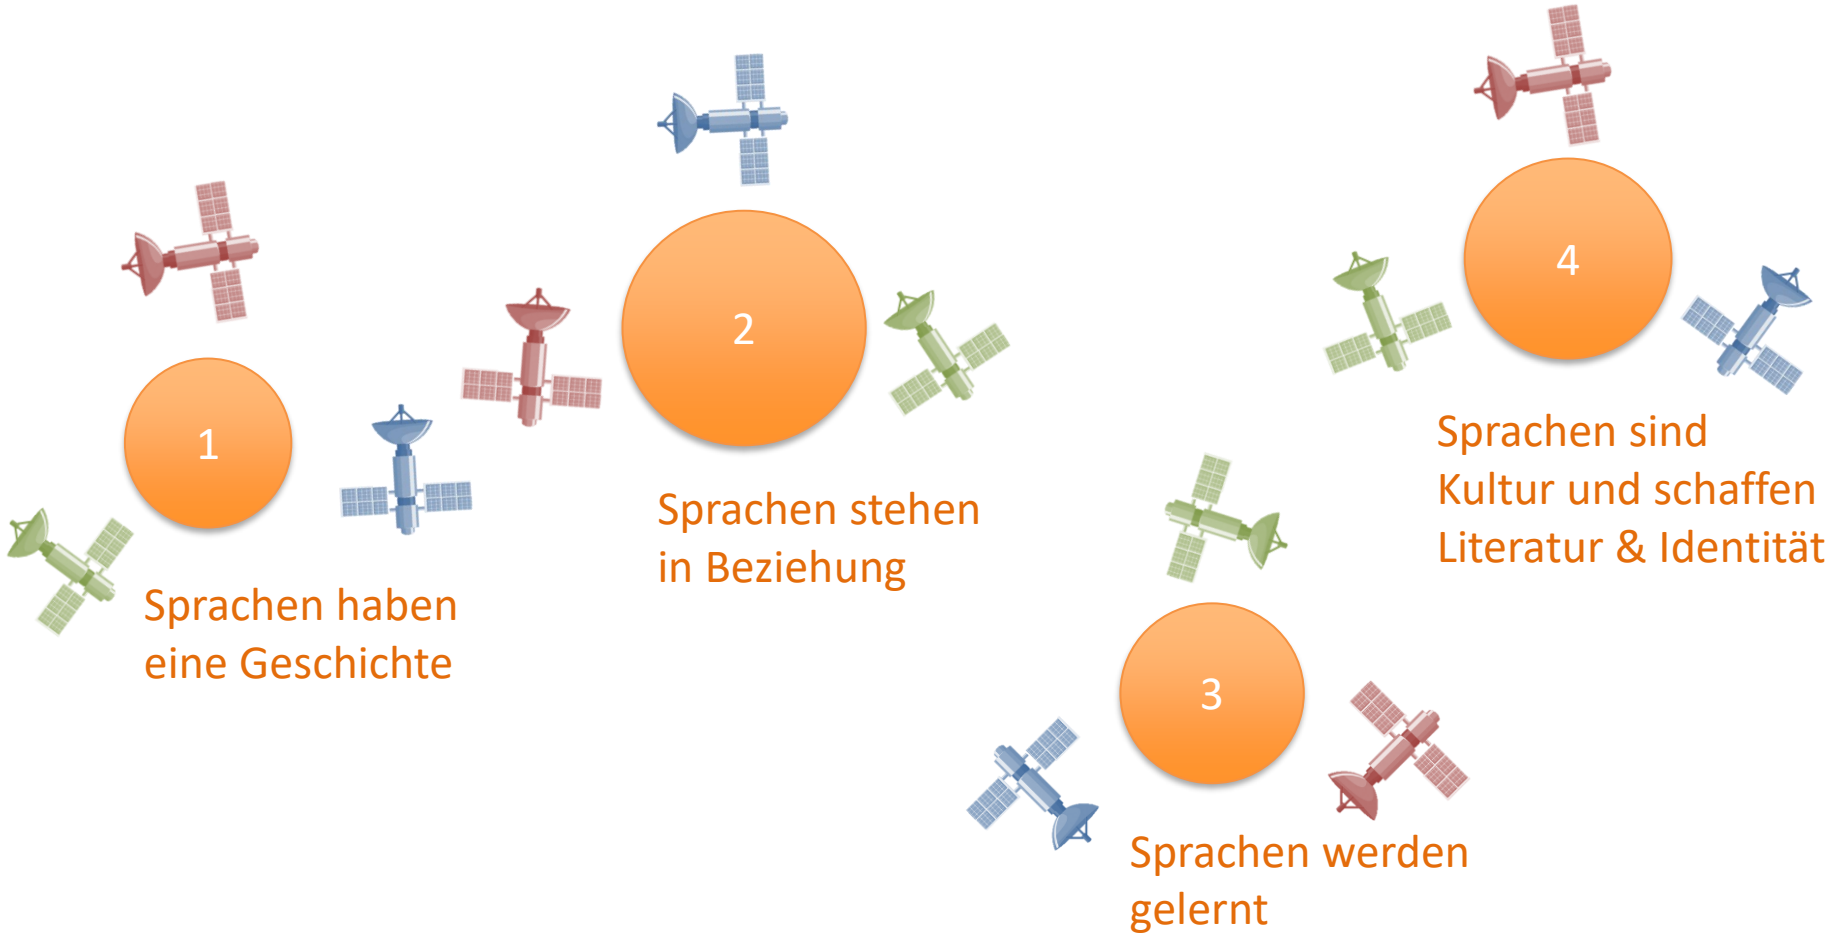 1
Sprachen haben
eine Geschichte
2
Sprachen stehen
in Beziehung
3
Sprachen werden
gelernt
4
Sprachen sind
Kultur und schaffen
Literatur & Identität